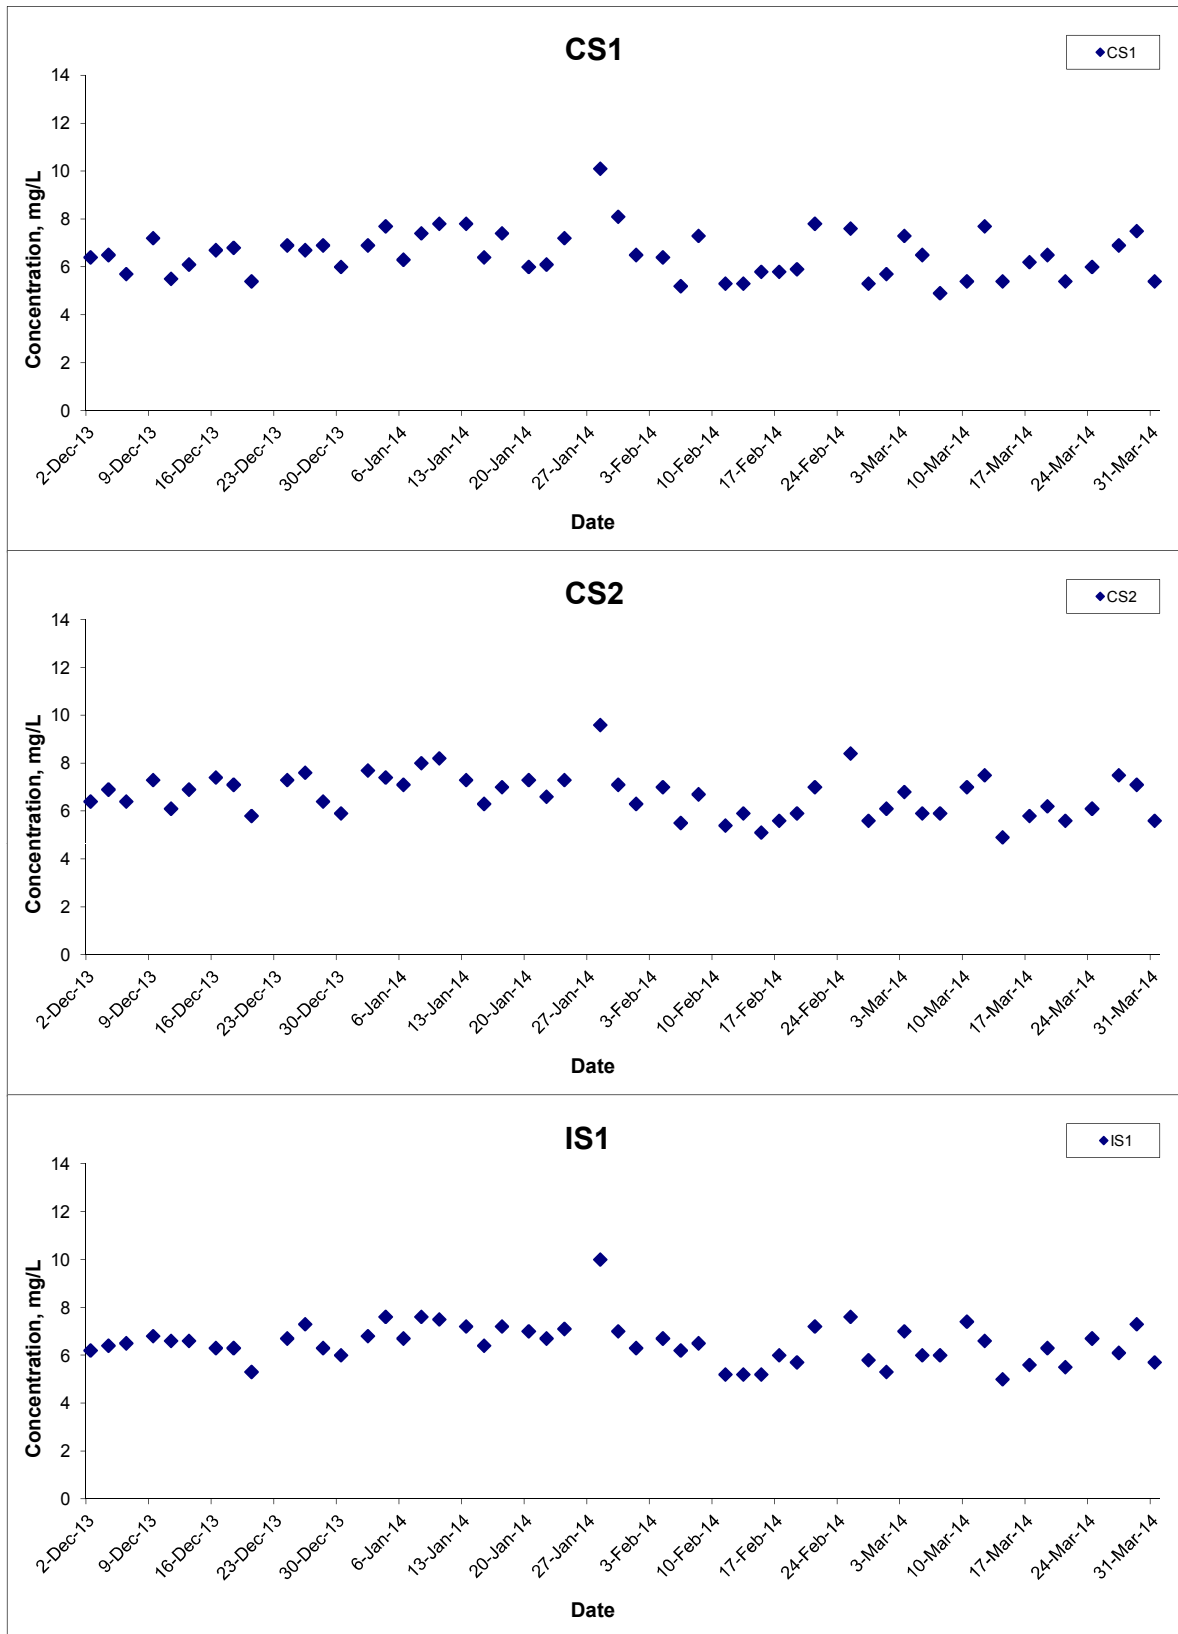 CS1
CS1
14
12
10
8
6
4
2
0
Concentration, mg/L
2-Dec-13
9-Dec-13
16-Dec-13
23-Dec-13
30-Dec-13
6-Jan-14
13-Jan-14
20-Jan-14
27-Jan-14
3-Feb-14
10-Feb-14
17-Feb-14
24-Feb-14
3-Mar-14
10-Mar-14
17-Mar-14
24-Mar-14
31-Mar-14
Date
CS2
CS2
14
12
10
8
6
4
2
0
Concentration, mg/L
2-Dec-13
9-Dec-13
16-Dec-13
23-Dec-13
30-Dec-13
6-Jan-14
13-Jan-14
20-Jan-14
27-Jan-14
3-Feb-14
10-Feb-14
17-Feb-14
24-Feb-14
3-Mar-14
10-Mar-14
17-Mar-14
24-Mar-14
31-Mar-14
Date
IS1
IS1
14
12
10
8
6
4
2
0
Concentration, mg/L
2-Dec-13
9-Dec-13
16-Dec-13
23-Dec-13
30-Dec-13
6-Jan-14
13-Jan-14
20-Jan-14
27-Jan-14
3-Feb-14
10-Feb-14
17-Feb-14
24-Feb-14
3-Mar-14
10-Mar-14
17-Mar-14
24-Mar-14
31-Mar-14
Date